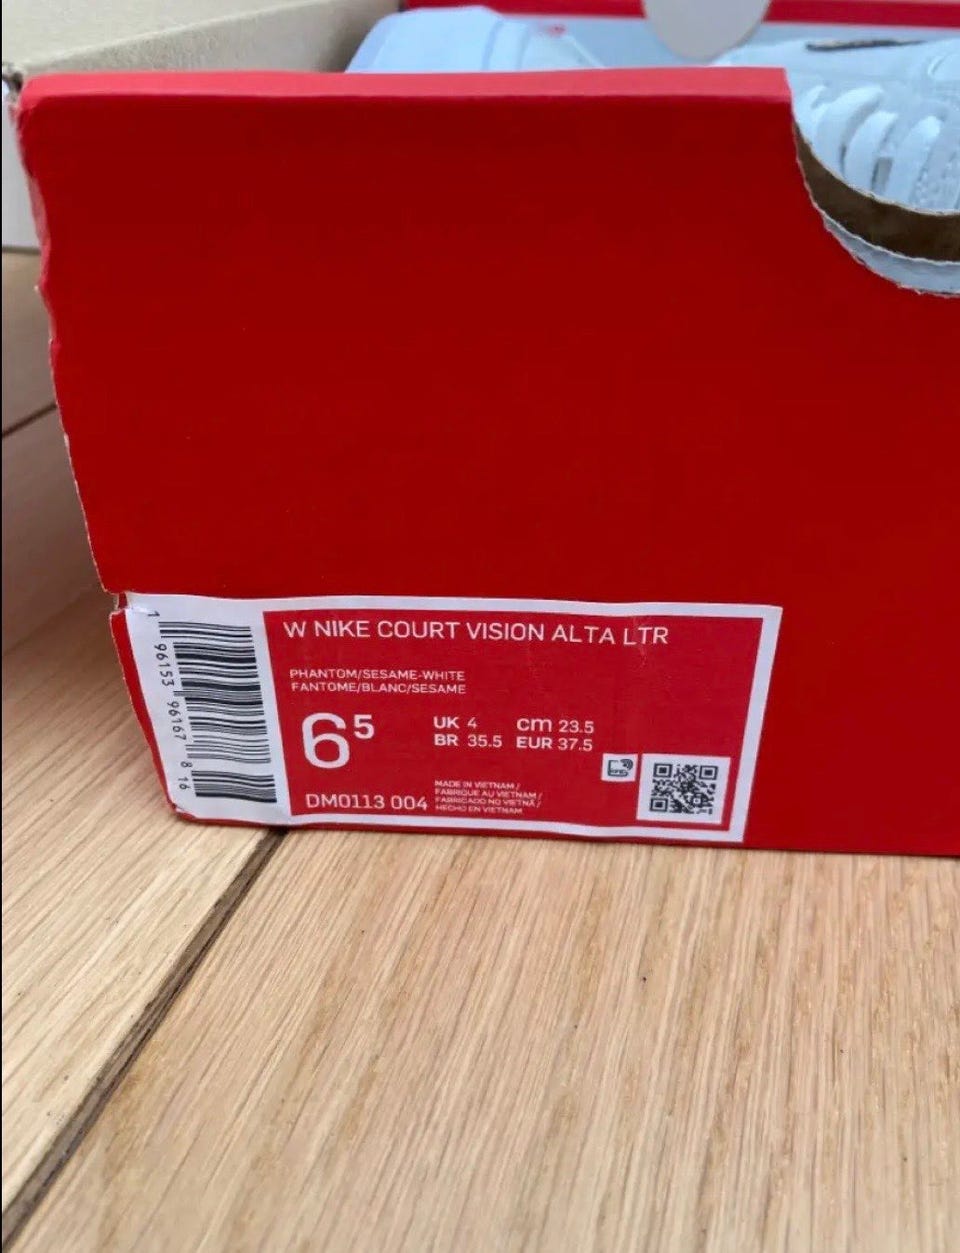 W NIKE COURT VISION ALTA LTR
PHANTOM/SESAME-WHITE
FANTOME/BLANC/SESAME
6⁵
UK 4 cm 23.5
BR 35.5 EUR 37.5
DM0113 004
MADE IN VIETNAM /
FABRIQUE AU VIETNAM /
FABRICADO NO VIETNÃ /
HECHO EN VIETNAM
1 96153 96167 8 16